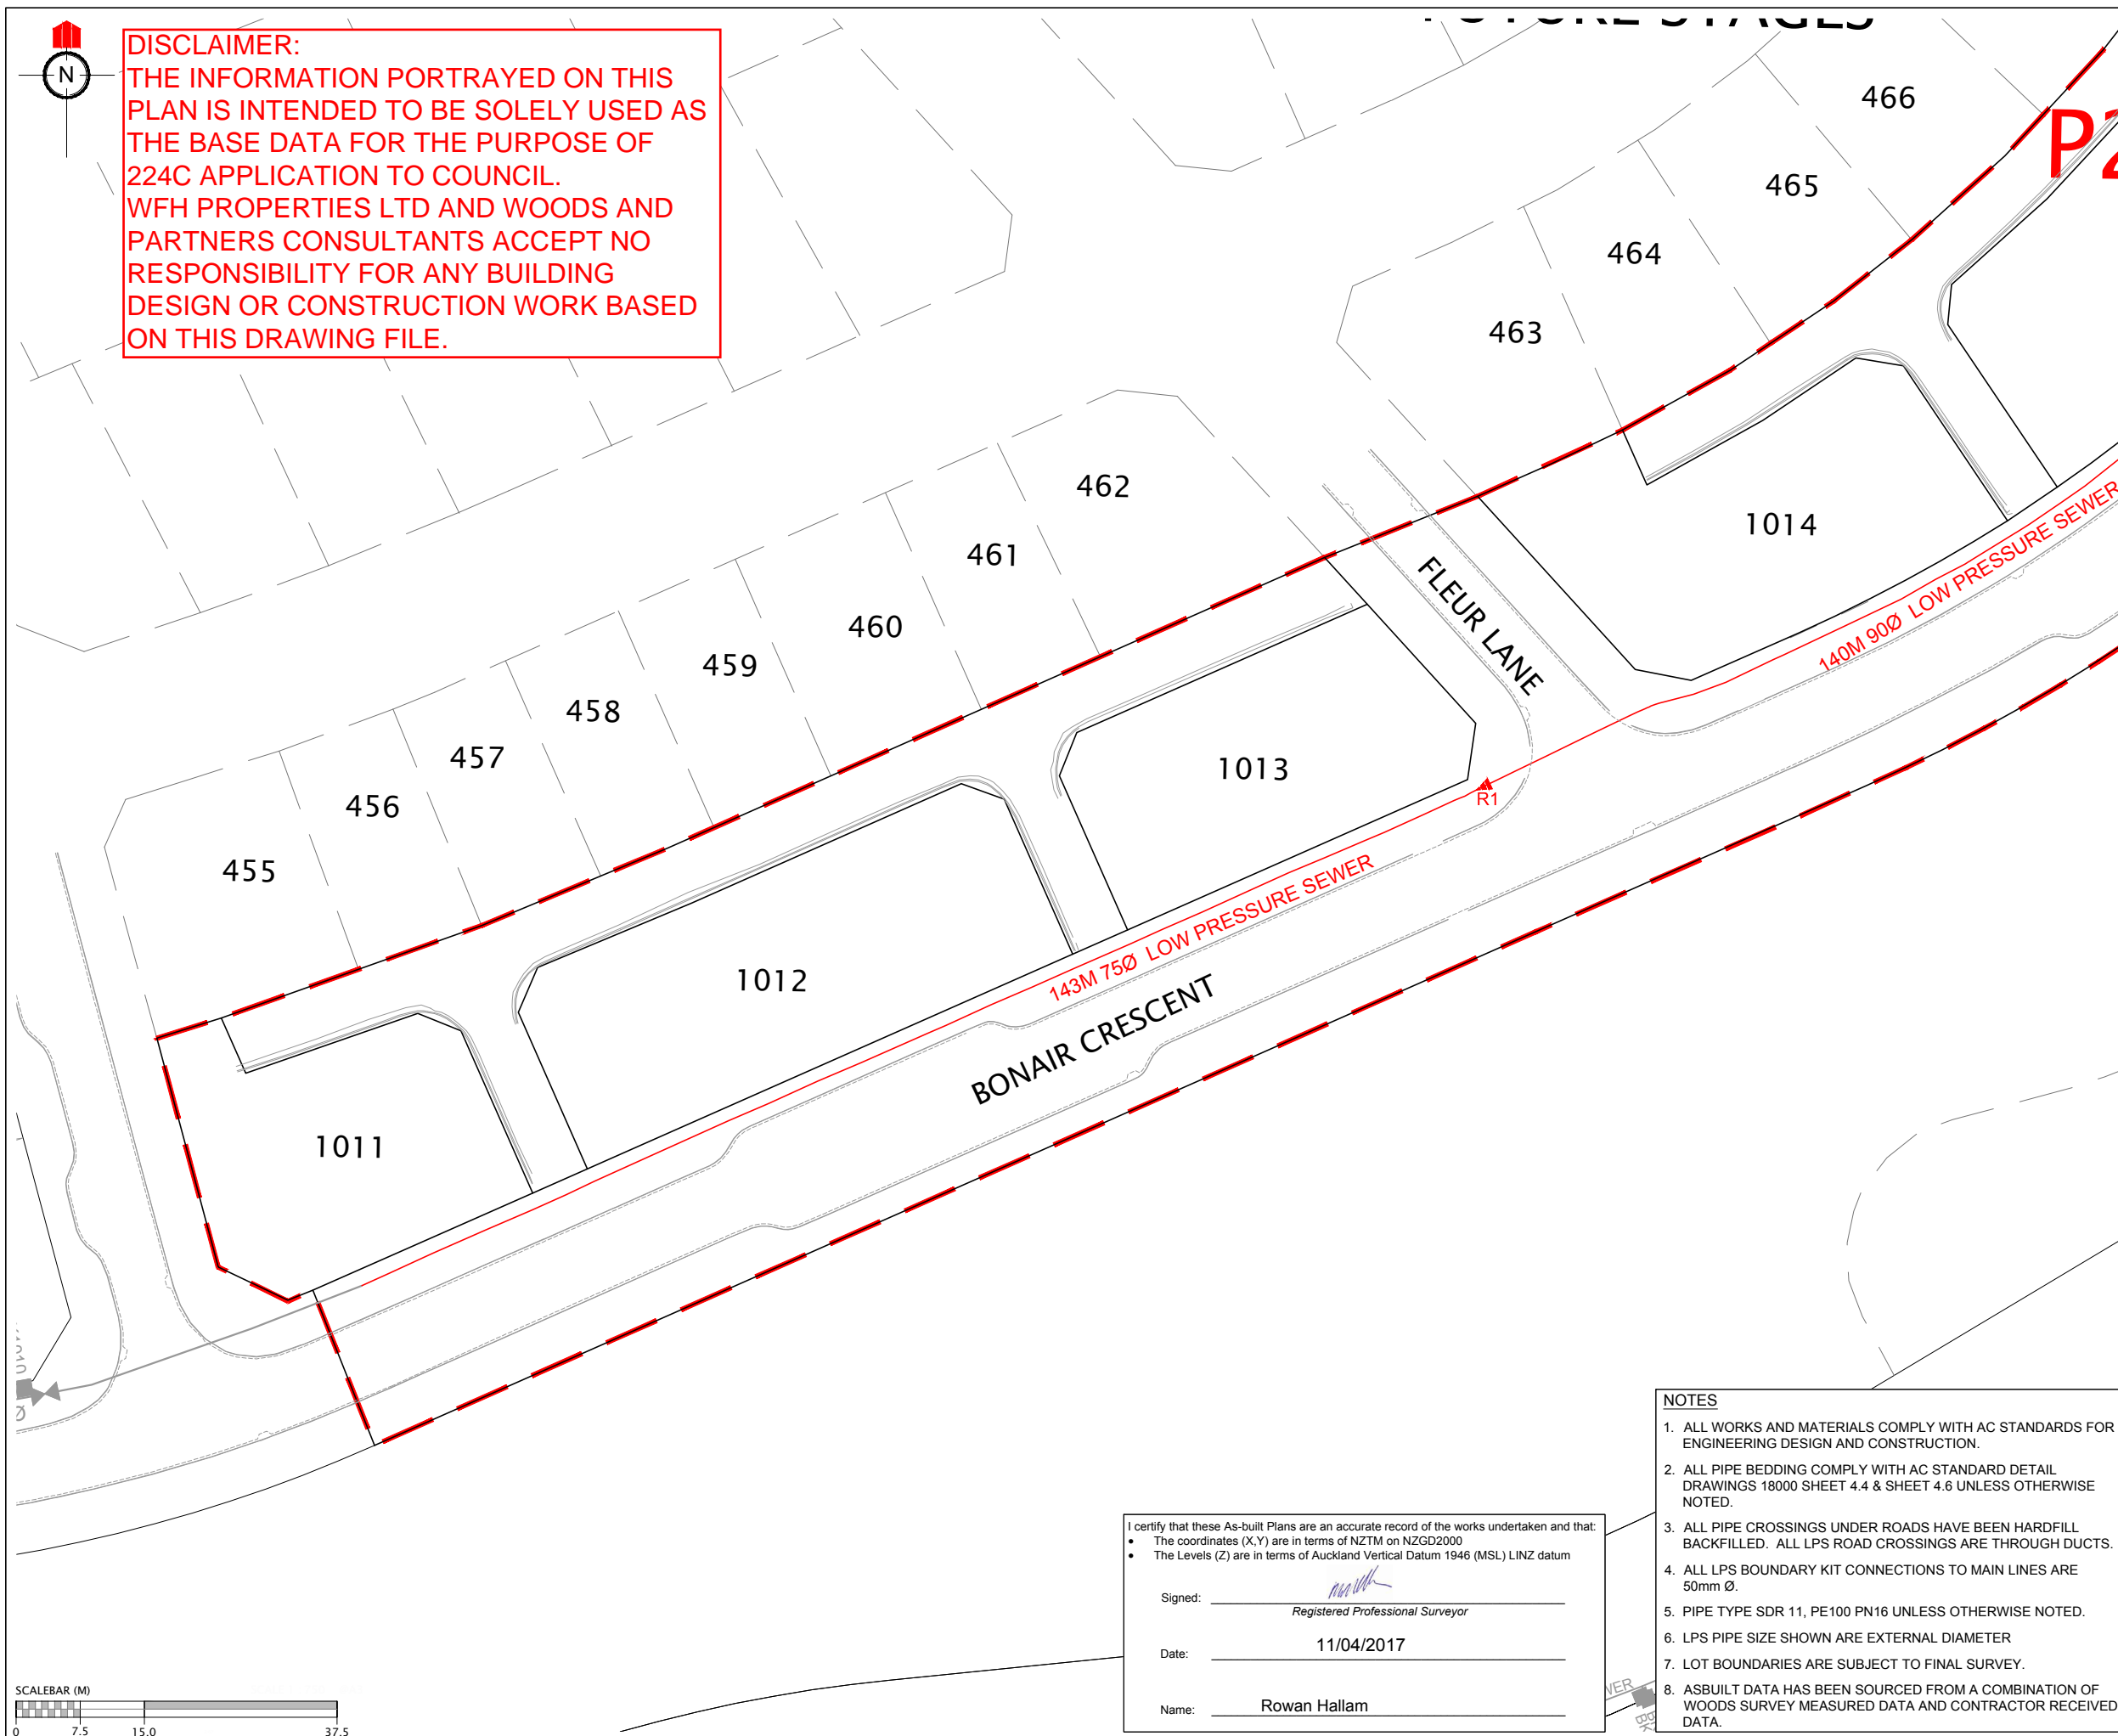 FUTURE STAGES
N
DISCLAIMER:
THE INFORMATION PORTRAYED ON THIS
PLAN IS INTENDED TO BE SOLELY USED AS
THE BASE DATA FOR THE PURPOSE OF
224C APPLICATION TO COUNCIL.
WFH PROPERTIES LTD AND WOODS AND
PARTNERS CONSULTANTS ACCEPT NO
RESPONSIBILITY FOR ANY BUILDING
DESIGN OR CONSTRUCTION WORK BASED
ON THIS DRAWING FILE.
466
P2
465
464
463
462
1014
461
FLEUR LANE
140M 90Ø LOW PRESSURE SEWER
460
459
458
457
1013
456
R1
455
143M 75Ø LOW PRESSURE SEWER
1012
BONAIR CRESCENT
1011
NOTES
1. ALL WORKS AND MATERIALS COMPLY WITH AC STANDARDS FOR
ENGINEERING DESIGN AND CONSTRUCTION.
2. ALL PIPE BEDDING COMPLY WITH AC STANDARD DETAIL
DRAWINGS 18000 SHEET 4.4 & SHEET 4.6 UNLESS OTHERWISE
NOTED.
3. ALL PIPE CROSSINGS UNDER ROADS HAVE BEEN HARDFILL
BACKFILLED. ALL LPS ROAD CROSSINGS ARE THROUGH DUCTS.
4. ALL LPS BOUNDARY KIT CONNECTIONS TO MAIN LINES ARE
50mm Ø.
5. PIPE TYPE SDR 11, PE100 PN16 UNLESS OTHERWISE NOTED.
6. LPS PIPE SIZE SHOWN ARE EXTERNAL DIAMETER
7. LOT BOUNDARIES ARE SUBJECT TO FINAL SURVEY.
8. ASBUILT DATA HAS BEEN SOURCED FROM A COMBINATION OF
WOODS SURVEY MEASURED DATA AND CONTRACTOR RECEIVED
DATA.
I certify that these As-built Plans are an accurate record of the works undertaken and that:
• The coordinates (X,Y) are in terms of NZTM on NZGD2000
• The Levels (Z) are in terms of Auckland Vertical Datum 1946 (MSL) LINZ datum
Signed:
Registered Professional Surveyor
Date: 11/04/2017
Name: Rowan Hallam
SCALEBAR (M)
0 7.5 15.0 37.5